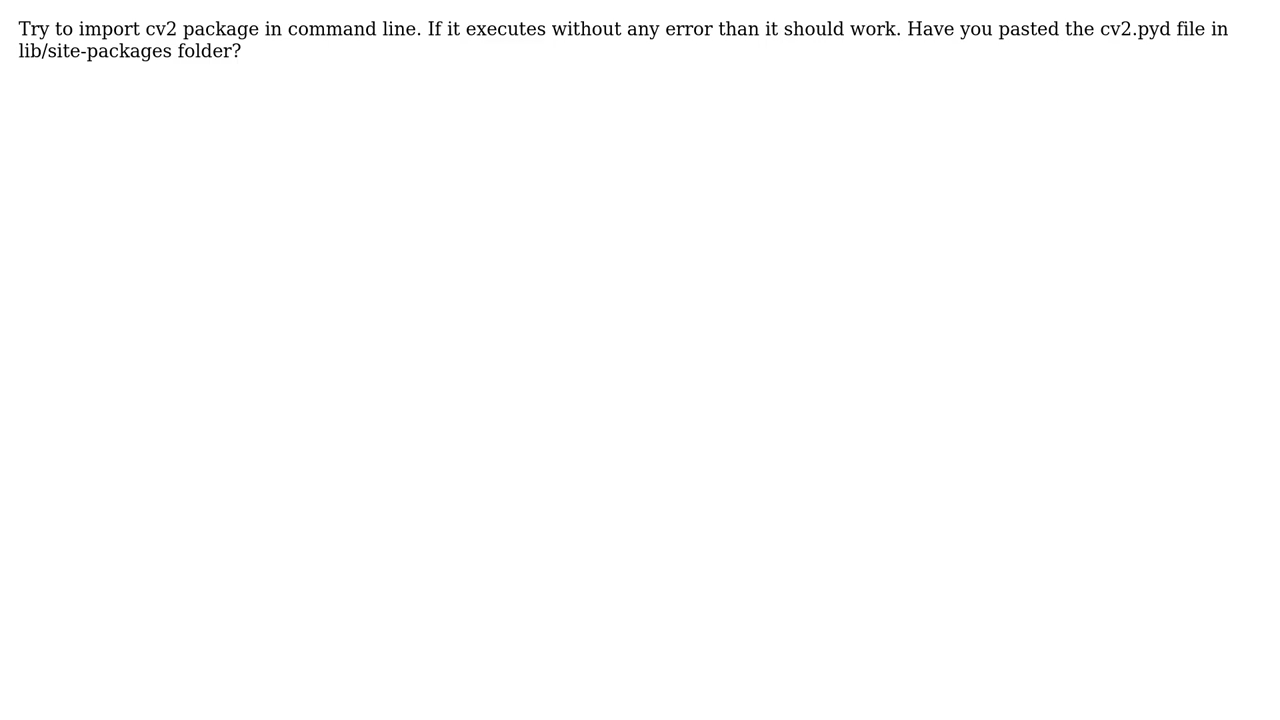 Try to import cv2 package in command line. If it executes without any error than it should work. Have you pasted the cv2.pyd file in
lib/site-packages folder?